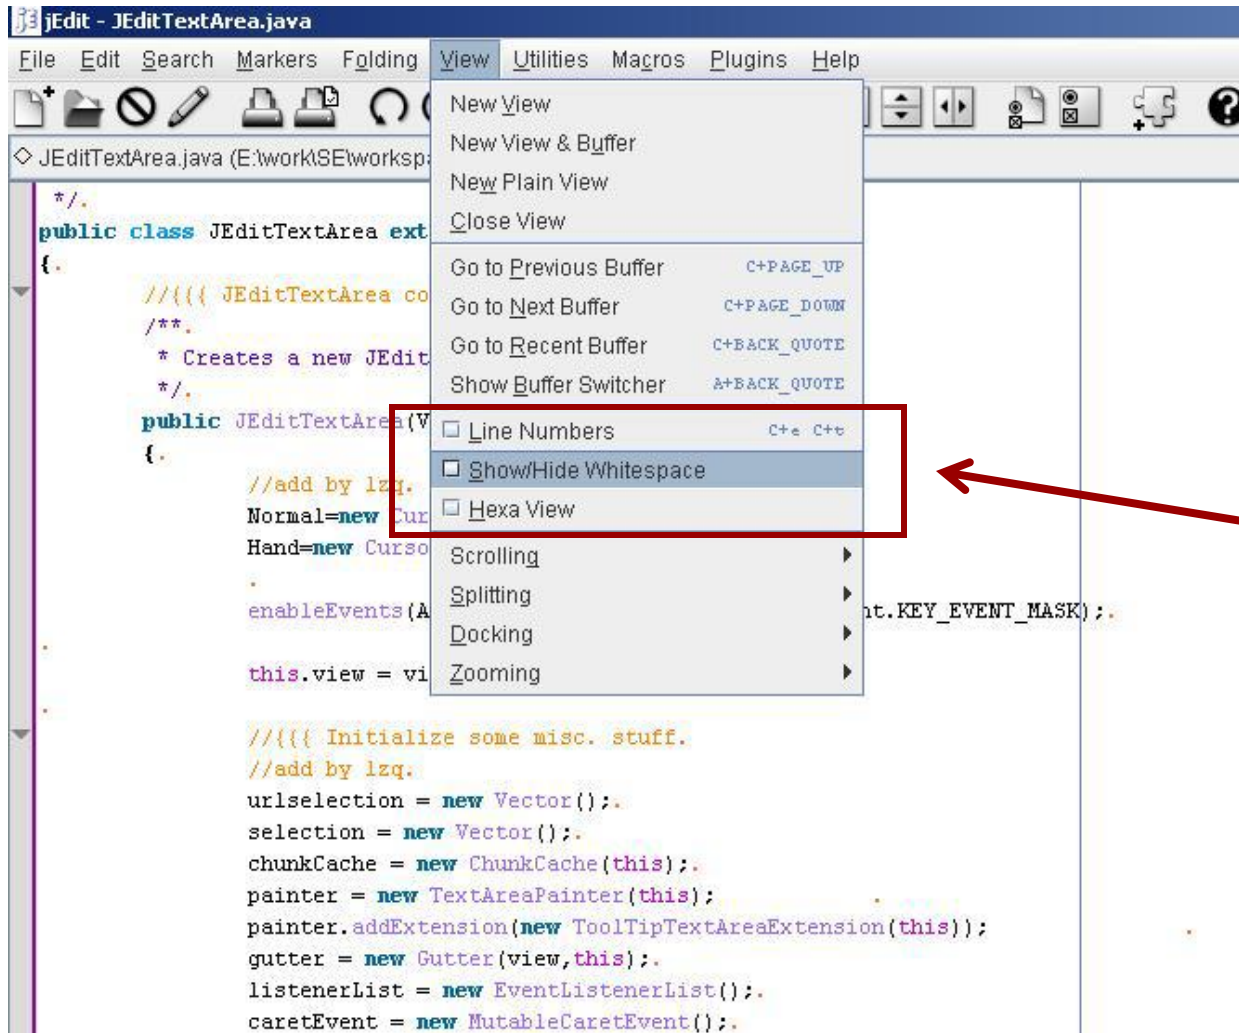 jEdit - JEditTextArea.java
File Edit Search Markers Folding View Utilities Macros Plugins Help
JEditTextArea.java (E:\work\SE\workspa
New View
New View & Buffer
New Plain View
Close View
Go to Previous Buffer C+PAGE_UP
Go to Next Buffer C+PAGE_DOWN
Go to Recent Buffer C+BACK_QUOTE
Show Buffer Switcher A+BACK_QUOTE
Line Numbers C+e C+t
Show/Hide Whitespace
Hexa View
Scrolling
Splitting
Docking
Zooming
*/.
public class JEditTextArea ext
{.
//{{{ JEditTextArea co
/**.
* Creates a new JEdit
*/.
public JEditTextArea(V
{.
//add by lzq.
Normal=new Cur
Hand=new Curso
.
enableEvents(A nt.KEY_EVENT_MASK);.
.
this.view = vi
.
//{{{ Initialize some misc. stuff.
//add by lzq.
urlselection = new Vector();.
selection = new Vector();.
chunkCache = new ChunkCache(this);.
painter = new TextAreaPainter(this); .
painter.addExtension(new ToolTipTextAreaExtension(this)); .
gutter = new Gutter(view,this);.
listenerList = new EventListenerList();.
caretEvent = new MutableCaretEvent();.